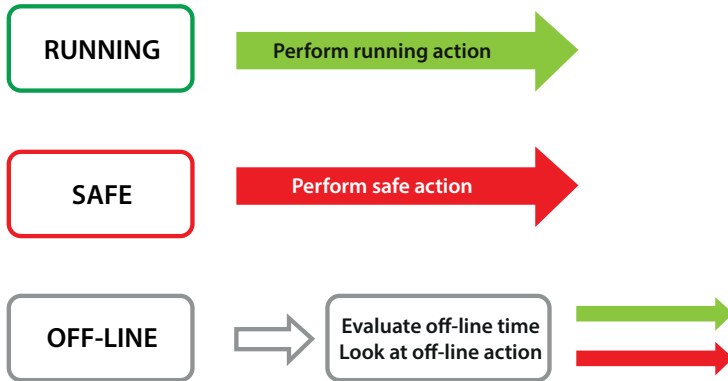 RUNNING
Perform running action
SAFE
Perform safe action
OFF-LINE
Evaluate off-line time
Look at off-line action